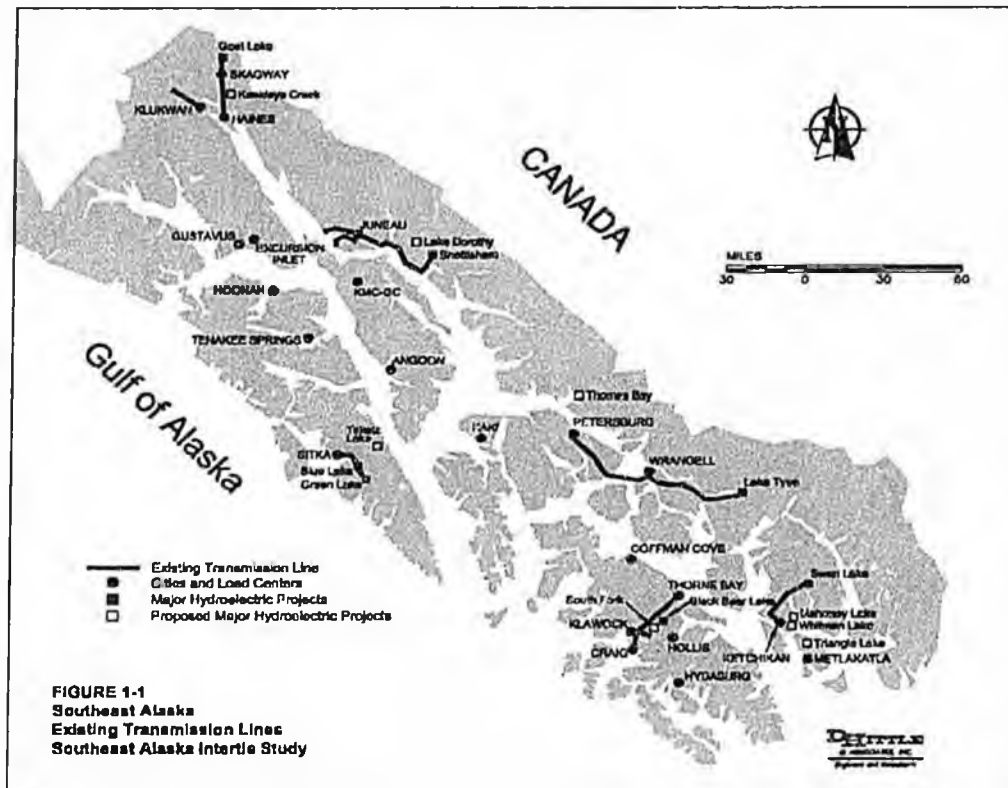 Goat Lake
SKAGWAY
Kasidaya Creek
KLUKWAN
HAINES
CANADA
JUNEAU
Lake Dorothy
Snettisham
GUSTAVUS
EXCURSION
INLET
MILES
30 0 30 60
HOONAH
KMC-GC
TENAKEE SPRINGS
ANGOON
Gulf of Alaska
Thomas Bay
PETERSBURG
KAKE
Takatz
Lake
SITKA
Blue Lake
Green Lake
WRANGELL
Lake Tyee
COFFMAN COVE
Swan Lake
THORNE BAY
South Fork
Black Bear Lake
Mahoney Lake
Whitman Lake
KLAWOCK
Triangle Lake
HOLLIS
KETCHIKAN
METLAKATLA
CRAIG
HYDABURG
Existing Transmission Line
Cities and Load Centers
Major Hydroelectric Projects
Proposed Major Hydroelectric Projects
FIGURE 1-1
Southeast Alaska
Existing Transmission Lines
Southeast Alaska Intertie Study
D. HITTLE
& ASSOCIATES, INC.